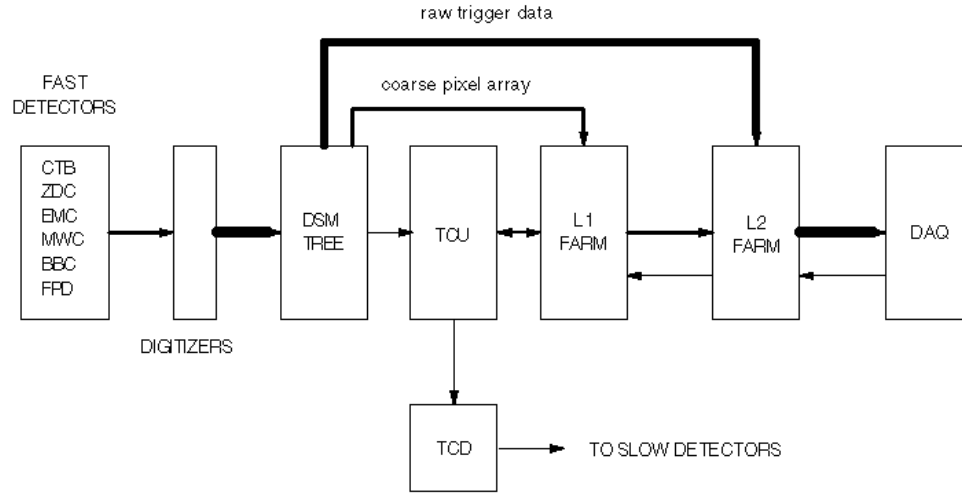 raw trigger data
coarse pixel array
FAST
DETECTORS
CTB
ZDC
EMC
MWC
BBC
FPD
DIGITIZERS
DSM
TREE
TCU
L1
FARM
L2
FARM
DAQ
TCD
TO SLOW DETECTORS